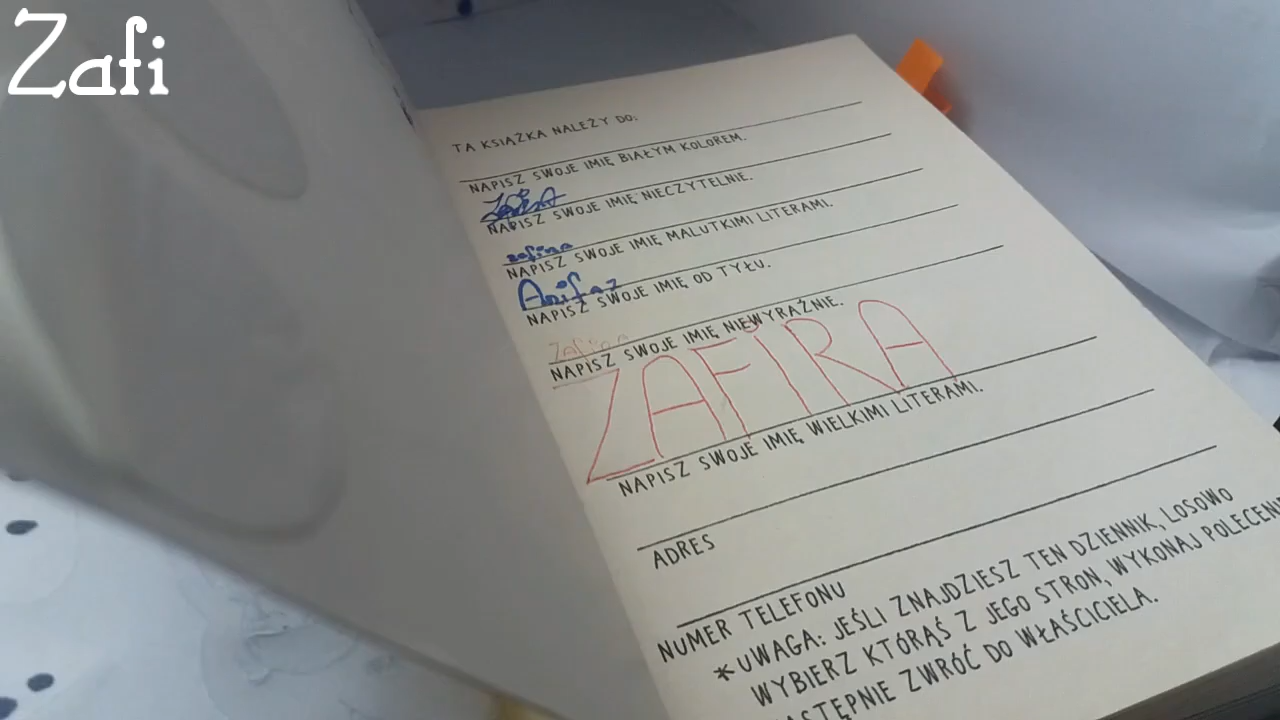 Zafi
TA KSIĄŻKA NALEŻY DO:
NAPISZ SWOJE IMIĘ BIAŁYM KOLOREM.
NAPISZ SWOJE IMIĘ NIECZYTELNIE.
zafira
NAPISZ SWOJE IMIĘ MALUTKIMI LITERAMI.
Arifaz
NAPISZ SWOJE IMIĘ OD TYŁU.
Zafira
NAPISZ SWOJE IMIĘ NIEWYRAŹNIE.
ZAFIRA
NAPISZ SWOJE IMIĘ WIELKIMI LITERAMI.
ADRES
NUMER TELEFONU
*UWAGA: JEŚLI ZNAJDZIESZ TEN DZIENNIK, LOSOWO
WYBIERZ KTÓRĄŚ Z JEGO STRON, WYKONAJ POLECENIE
NASTĘPNIE ZWRÓĆ DO WŁAŚCICIELA.